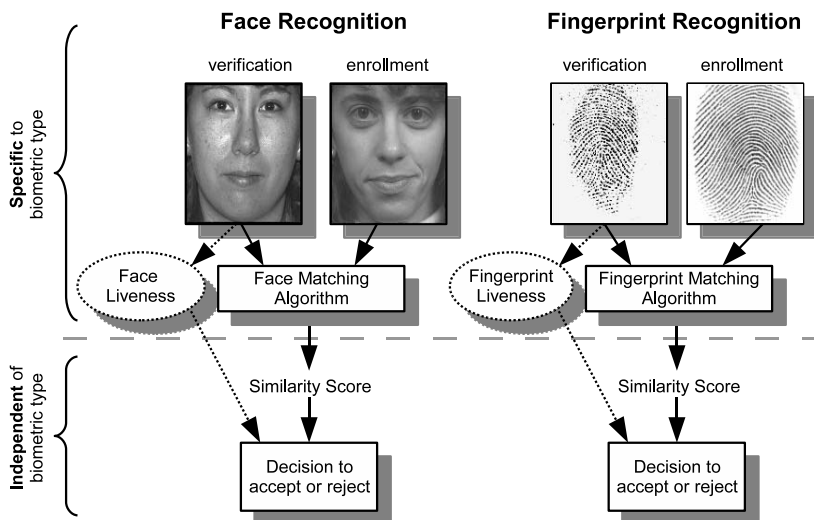 Face Recognition
verification
enrollment
Face
Liveness
Face Matching
Algorithm
Similarity Score
Decision to
accept or reject
Fingerprint Recognition
verification
enrollment
Fingerprint
Liveness
Fingerprint Matching
Algorithm
Similarity Score
Decision to
accept or reject
Specific to
biometric type
Independent of
biometric type